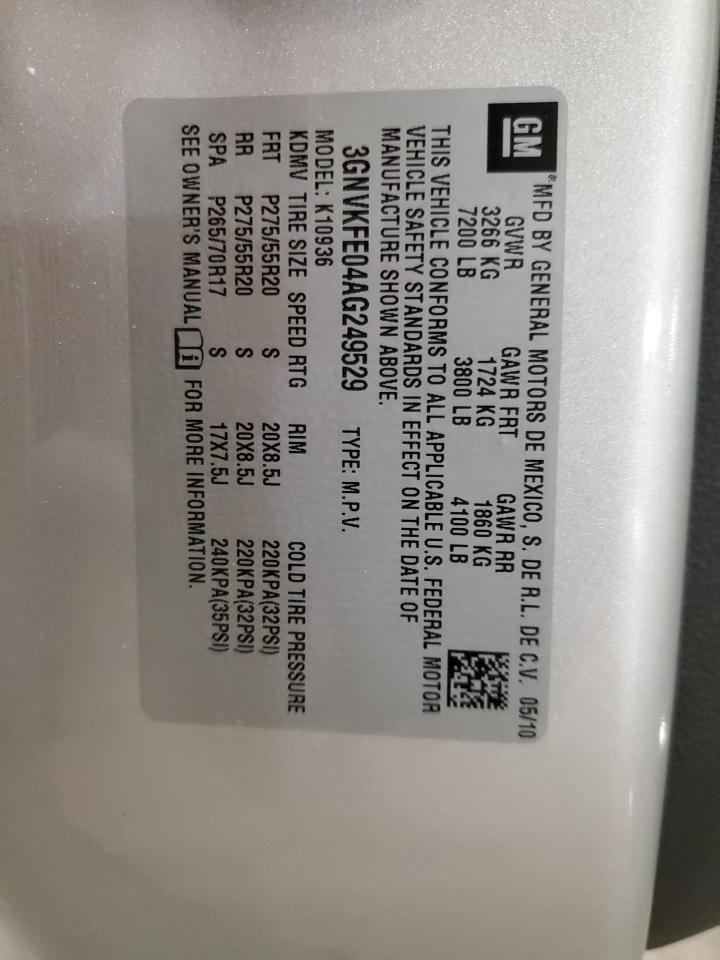 GM
MFD BY GENERAL MOTORS DE MEXICO, S. DE R.L. DE C.V. 05/10
GVWR GAWR FRT GAWR RR
3266 KG 1724 KG 1860 KG
7200 LB 3800 LB 4100 LB
THIS VEHICLE CONFORMS TO ALL APPLICABLE U.S. FEDERAL MOTOR
VEHICLE SAFETY STANDARDS IN EFFECT ON THE DATE OF
MANUFACTURE SHOWN ABOVE.
3GNVKFE04AG249529 TYPE: M.P.V.
MODEL: K10936
KDMV TIRE SIZE SPEED RTG RIM COLD TIRE PRESSURE
FRT P275/55R20 S 20X8.5J 220KPA(32PSI)
RR P275/55R20 S 20X8.5J 220KPA(32PSI)
SPA P265/70R17 S 17X7.5J 240KPA(35PSI)
SEE OWNER'S MANUAL i FOR MORE INFORMATION.